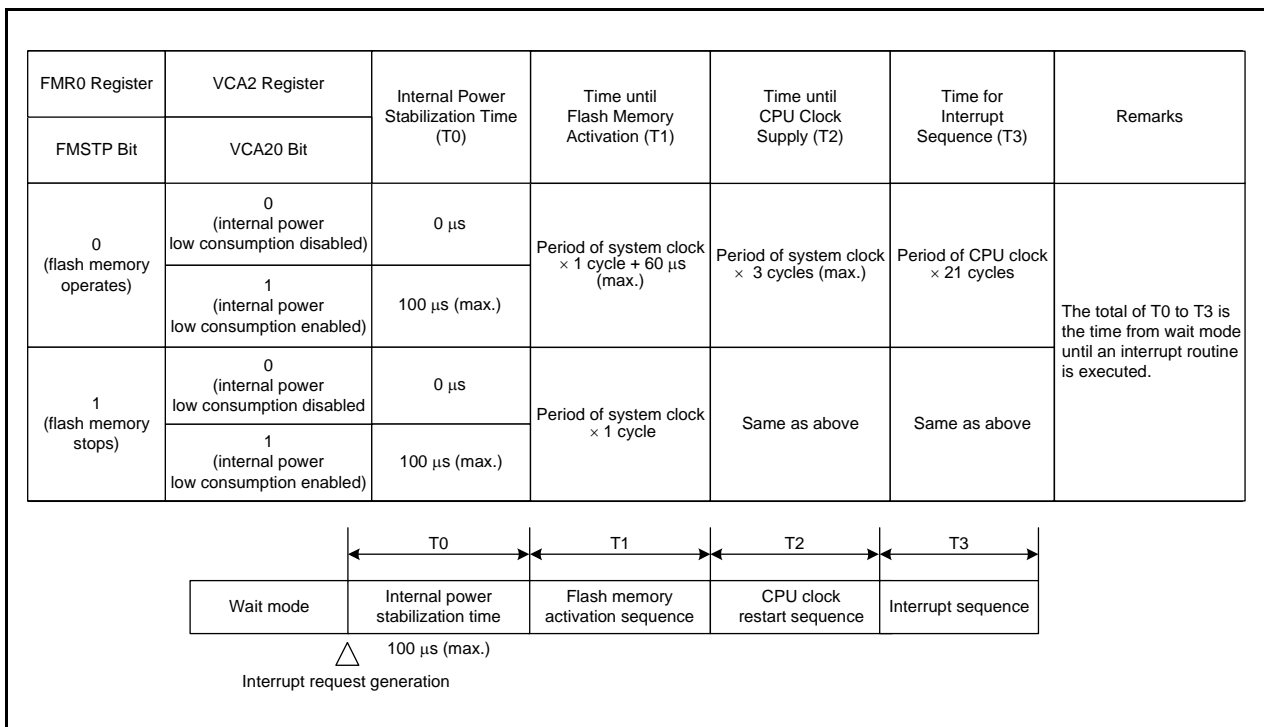 FMR0 Register
VCA2 Register
Internal Power
Stabilization Time
(T0)
Time until
Flash Memory
Activation (T1)
Time until
CPU Clock
Supply (T2)
Time for
Interrupt
Sequence (T3)
Remarks
FMSTP Bit
VCA20 Bit
0
(flash memory
operates)
0
(internal power
low consumption disabled)
0 μs
Period of system clock
× 1 cycle + 60 μs
(max.)
Period of system clock
× 3 cycles (max.)
Period of CPU clock
× 21 cycles
The total of T0 to T3 is
the time from wait mode
until an interrupt routine
is executed.
1
(internal power
low consumption enabled)
100 μs (max.)
1
(flash memory
stops)
0
(internal power
low consumption disabled
0 μs
Period of system clock
× 1 cycle
Same as above
Same as above
1
(internal power
low consumption enabled)
100 μs (max.)
T0
T1
T2
T3
Wait mode
Internal power
stabilization time
Flash memory
activation sequence
CPU clock
restart sequence
Interrupt sequence
100 μs (max.)
Interrupt request generation